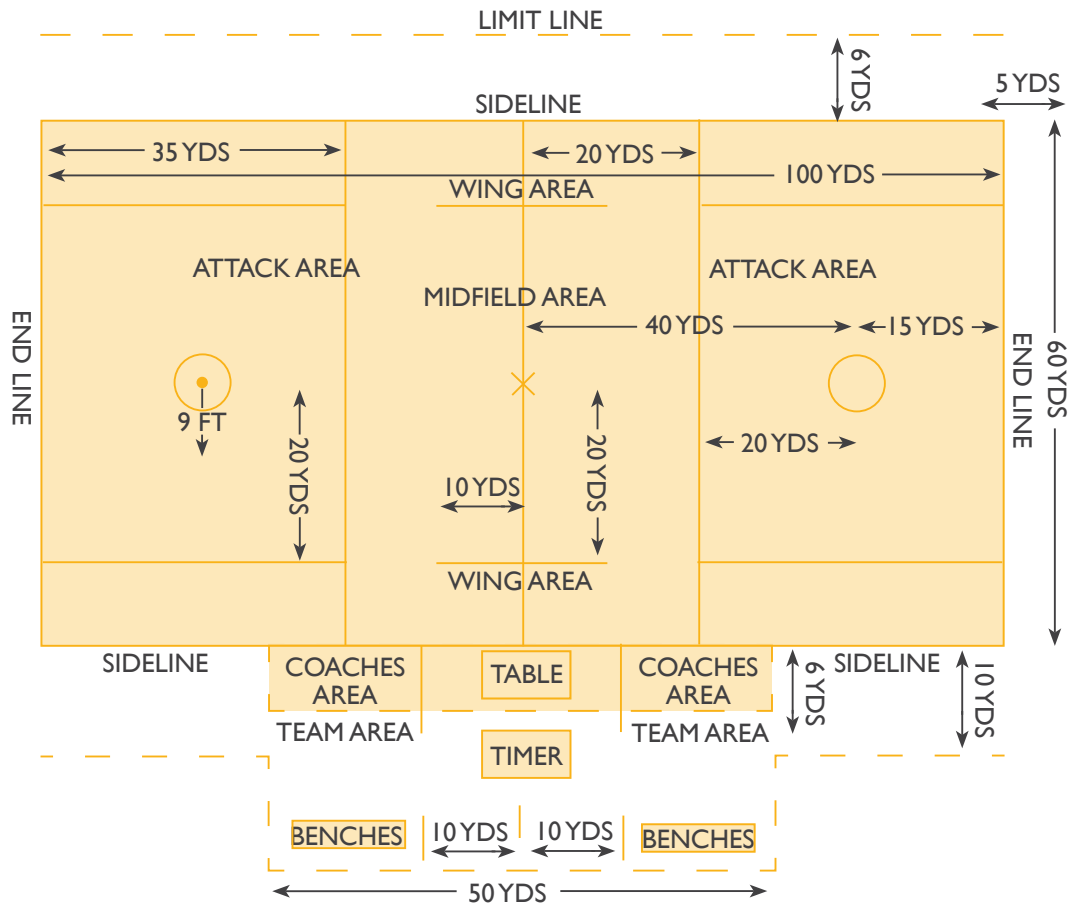 LIMIT LINE
6 YDS
5 YDS
SIDELINE
35 YDS
20 YDS
100 YDS
WING AREA
ATTACK AREA
ATTACK AREA
MIDFIELD AREA
40 YDS
15 YDS
END LINE
END LINE
60 YDS
9 FT
20 YDS
20 YDS
20 YDS
10 YDS
WING AREA
SIDELINE
COACHES
AREA
TABLE
COACHES
AREA
6 YDS
SIDELINE
10 YDS
TEAM AREA
TEAM AREA
TIMER
BENCHES
10 YDS
10 YDS
BENCHES
50 YDS